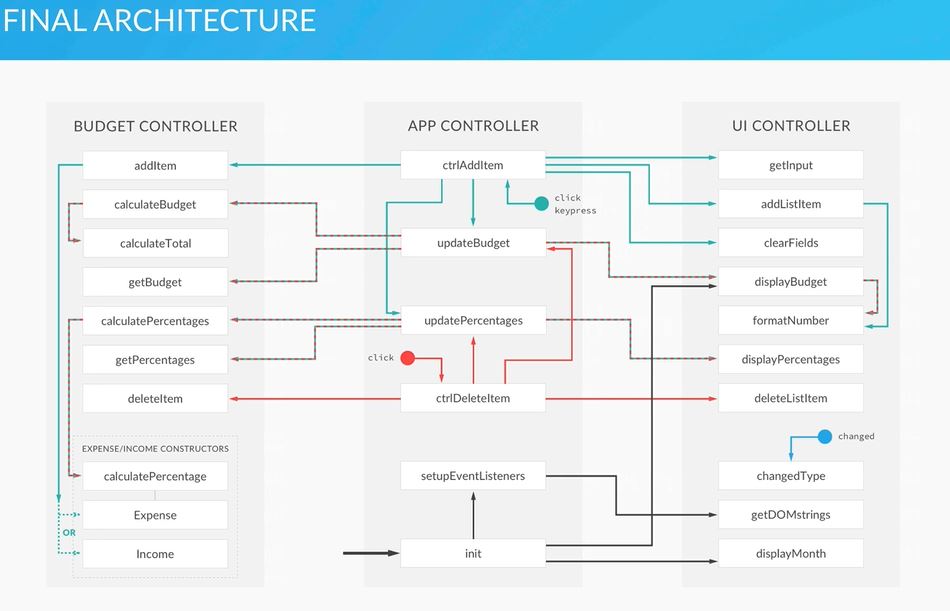 FINAL ARCHITECTURE
BUDGET CONTROLLER
addItem
calculateBudget
calculateTotal
getBudget
calculatePercentages
getPercentages
deleteItem
EXPENSE/INCOME CONSTRUCTORS
calculatePercentage
Expense
OR
Income
APP CONTROLLER
ctrlAddItem
click
keypress
updateBudget
updatePercentages
click
ctrlDeleteItem
setupEventListeners
init
UI CONTROLLER
getInput
addListItem
clearFields
displayBudget
formatNumber
displayPercentages
deleteListItem
changed
changedType
getDOMstrings
displayMonth